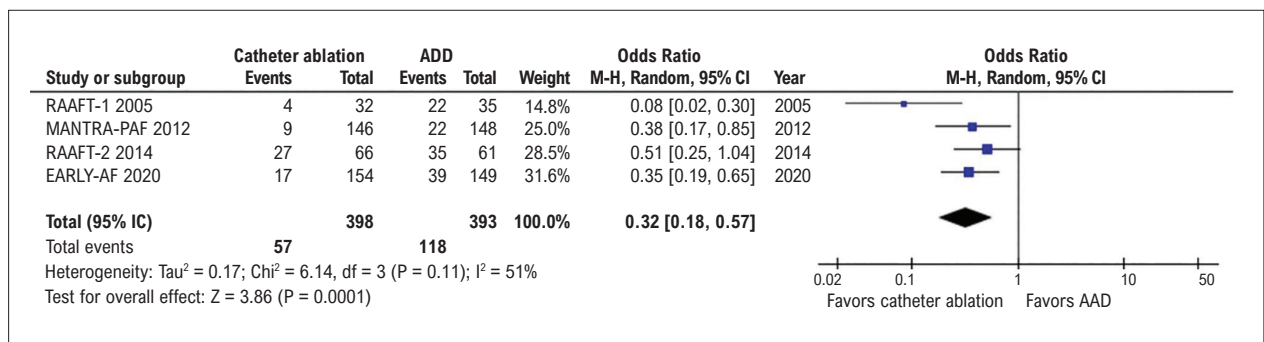 Catheter ablation ADD Odds Ratio Odds Ratio
Study or subgroup Events Total Events Total Weight M-H, Random, 95% CI Year M-H, Random, 95% CI
RAAFT-1 2005 4 32 22 35 14.8% 0.08 [0.02, 0.30] 2005
MANTRA-PAF 2012 9 146 22 148 25.0% 0.38 [0.17, 0.85] 2012
RAAFT-2 2014 27 66 35 61 28.5% 0.51 [0.25, 1.04] 2014
EARLY-AF 2020 17 154 39 149 31.6% 0.35 [0.19, 0.65] 2020
Total (95% IC) 398 393 100.0% 0.32 [0.18, 0.57]
Total events 57 118
Heterogeneity: Tau² = 0.17; Chi² = 6.14, df = 3 (P = 0.11); I² = 51%
Test for overall effect: Z = 3.86 (P = 0.0001)
0.02 0.1 1 10 50
Favors catheter ablation Favors AAD